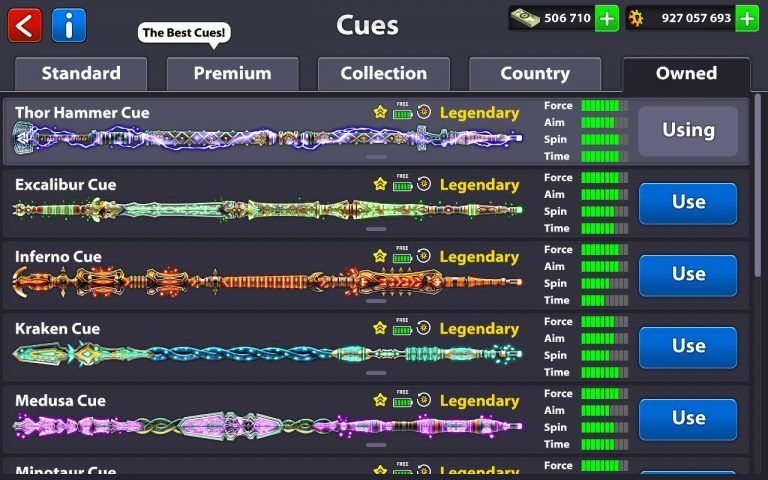 Cues
506 710
927 057 693
The Best Cues!
Standard
Premium
Collection
Country
Owned
Thor Hammer Cue
FREE
Legendary
Force
Aim
Spin
Time
Using
Excalibur Cue
FREE
Legendary
Force
Aim
Spin
Time
Use
Inferno Cue
FREE
Legendary
Force
Aim
Spin
Time
Use
Kraken Cue
FREE
Legendary
Force
Aim
Spin
Time
Use
Medusa Cue
FREE
Legendary
Force
Aim
Spin
Time
Use
Minotaur Cue
FREE
Legendary
Force